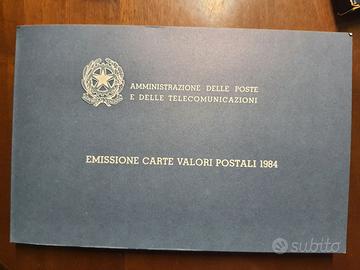 AMMINISTRAZIONE DELLE POSTE
E DELLE TELECOMUNICAZIONI
EMISSIONE CARTE VALORI POSTALI 1984
subito